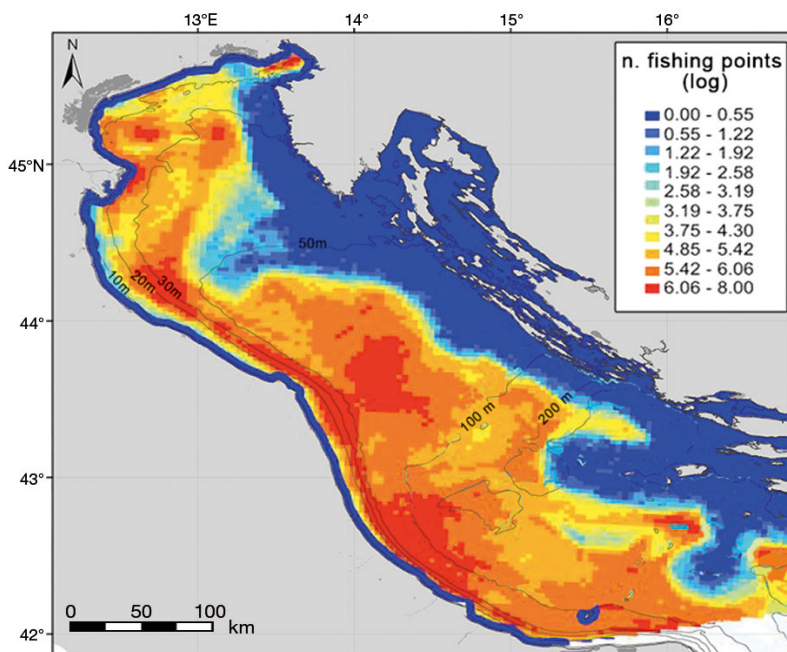 13°E 14° 15° 16°
N
n. fishing points
(log)
0.00 - 0.55
0.55 - 1.22
1.22 - 1.92
1.92 - 2.58
2.58 - 3.19
3.19 - 3.75
3.75 - 4.30
4.85 - 5.42
5.42 - 6.06
6.06 - 8.00
45°N
50m
10m
20m
30m
44°
100 m
200 m
43°
0 50 100
km
42°